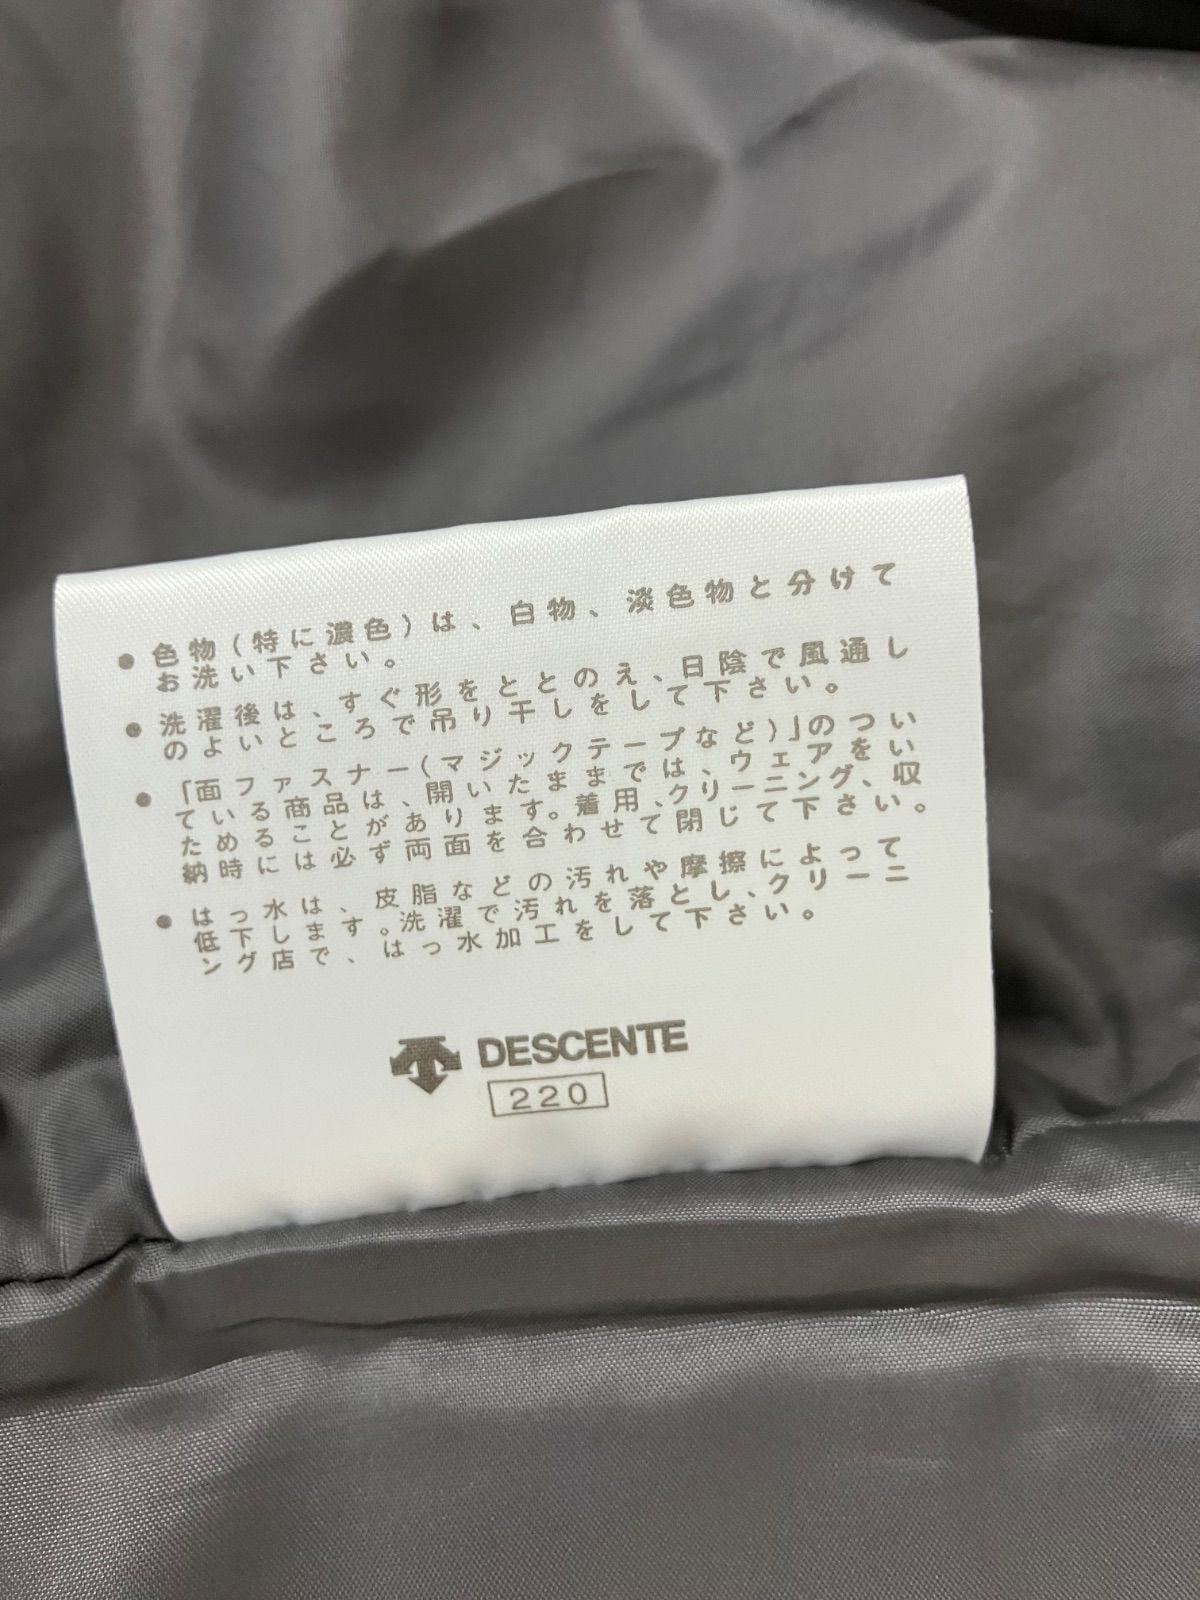 ● 色物(特に濃色)は、白物、淡色物と分けて
お洗い下さい。
● 洗濯後は、すぐ形をととのえ、日陰で風通し
のよいところで吊り干しをして下さい。
● 「面ファスナー(マジックテープなど)」のつい
ている商品は、開いたままでは、ウェアをい
ためることがあります。着用、クリーニング、収
納時には必ず両面を合わせて閉じて下さい。
● はっ水は、皮脂などの汚れや摩擦によって
低下します。洗濯で汚れを落とし、クリーニ
ング店で、はっ水加工をして下さい。
DESCENTE
220